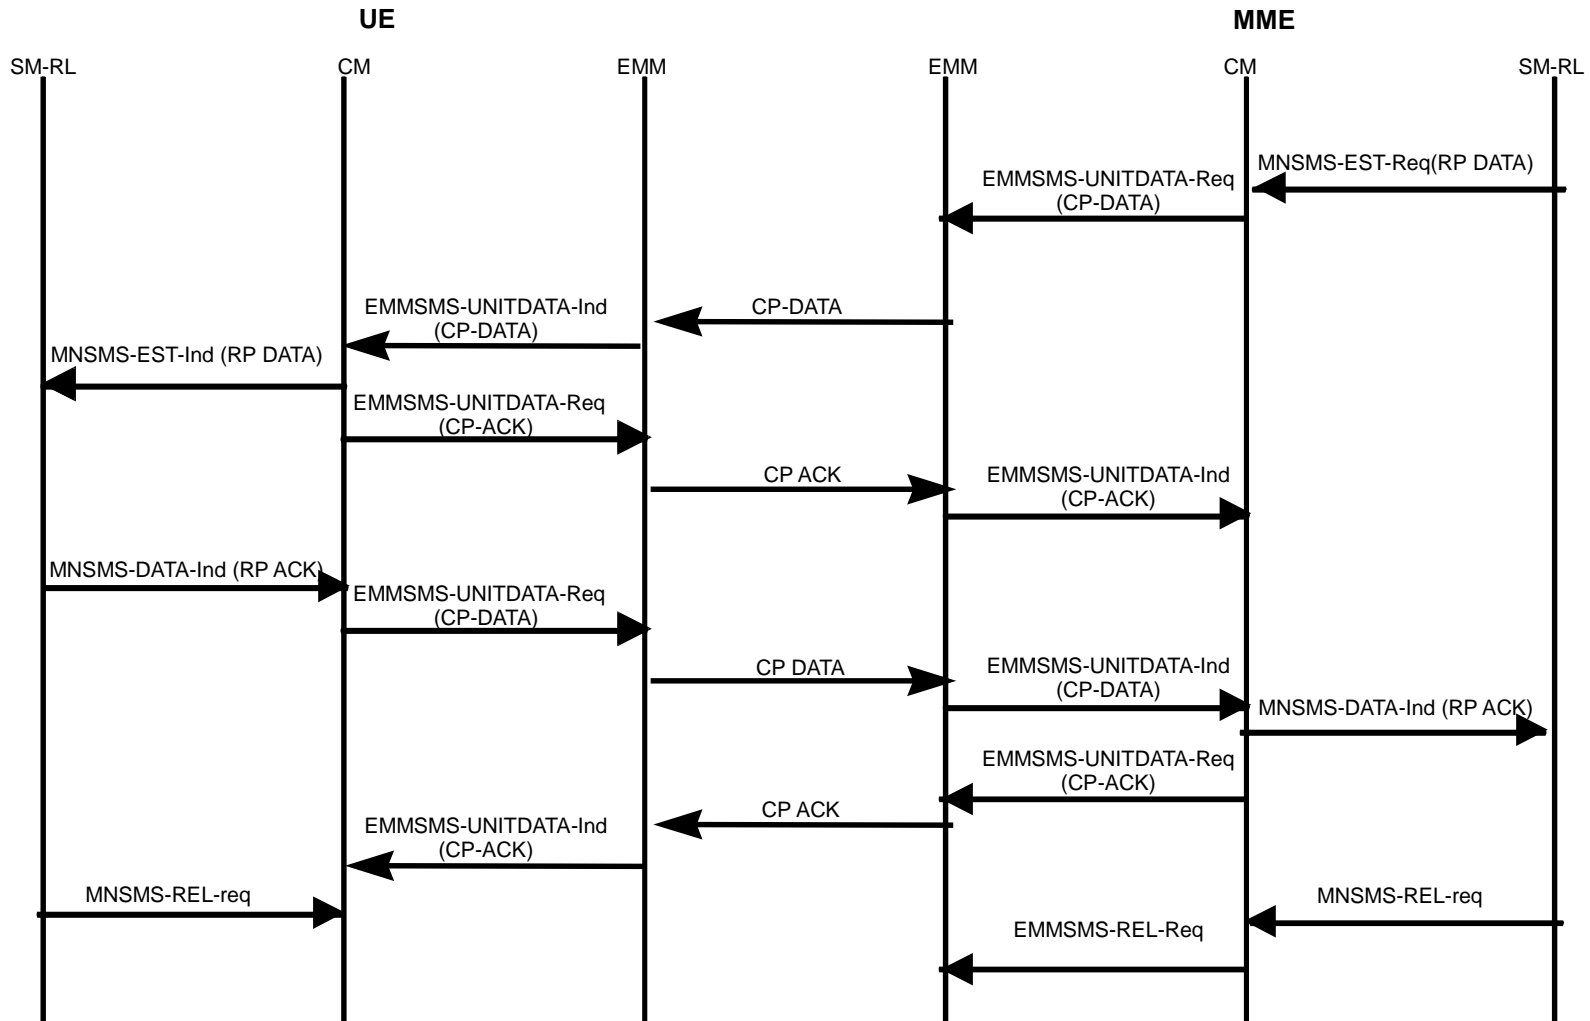 UE
MME
SM-RL
CM
EMM
EMM
CM
SM-RL
MNSMS-EST-Req(RP DATA)
EMMSMS-UNITDATA-Req
(CP-DATA)
CP-DATA
EMMSMS-UNITDATA-Ind
(CP-DATA)
MNSMS-EST-Ind (RP DATA)
EMMSMS-UNITDATA-Req
(CP-ACK)
CP ACK
EMMSMS-UNITDATA-Ind
(CP-ACK)
MNSMS-DATA-Ind (RP ACK)
EMMSMS-UNITDATA-Req
(CP-DATA)
CP DATA
EMMSMS-UNITDATA-Ind
(CP-DATA)
MNSMS-DATA-Ind (RP ACK)
EMMSMS-UNITDATA-Req
(CP-ACK)
CP ACK
EMMSMS-UNITDATA-Ind
(CP-ACK)
MNSMS-REL-req
MNSMS-REL-req
EMMSMS-REL-Req